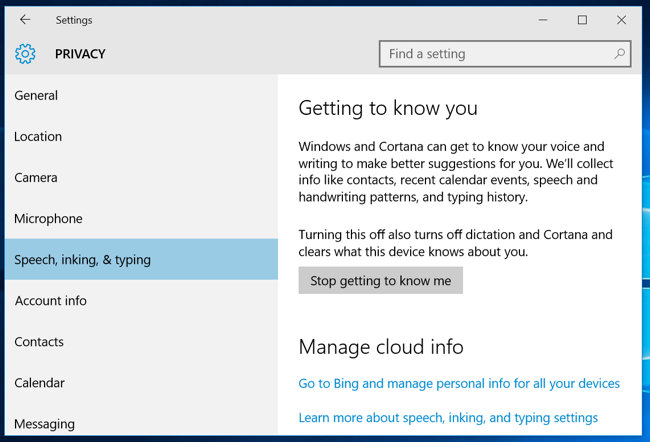 Settings
PRIVACY
Find a setting
General
Location
Camera
Microphone
Speech, inking, & typing
Account info
Contacts
Calendar
Messaging
Getting to know you
Windows and Cortana can get to know your voice and
writing to make better suggestions for you. We'll collect
info like contacts, recent calendar events, speech and
handwriting patterns, and typing history.
Turning this off also turns off dictation and Cortana and
clears what this device knows about you.
Stop getting to know me
Manage cloud info
Go to Bing and manage personal info for all your devices
Learn more about speech, inking, and typing settings